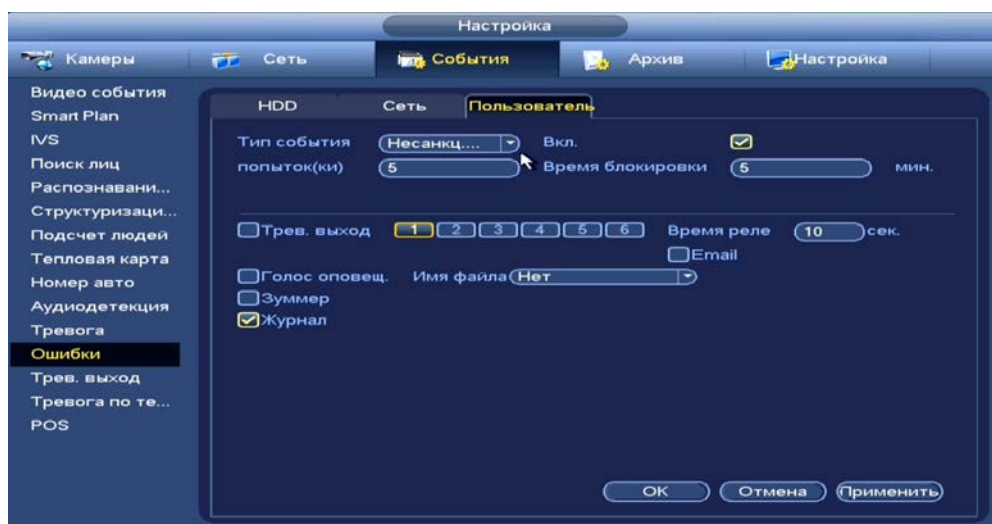 Настройка
Камеры Сеть События Архив Настройка
Видео события
Smart Plan
IVS
Поиск лиц
Распознавани...
Структуризаци...
Подсчет людей
Тепловая карта
Номер авто
Аудиодетекция
Тревога
Ошибки
Трев. выход
Тревога по те...
POS
HDD Сеть Пользователь
Тип события Несанкц.... Вкл.
попыток(ки) 5 Время блокировки 5 мин.
Трев. выход 1 2 3 4 5 6 Время реле 10 сек.
Email
Голос оповещ. Имя файла Нет
Зуммер
Журнал
ОК Отмена Применить